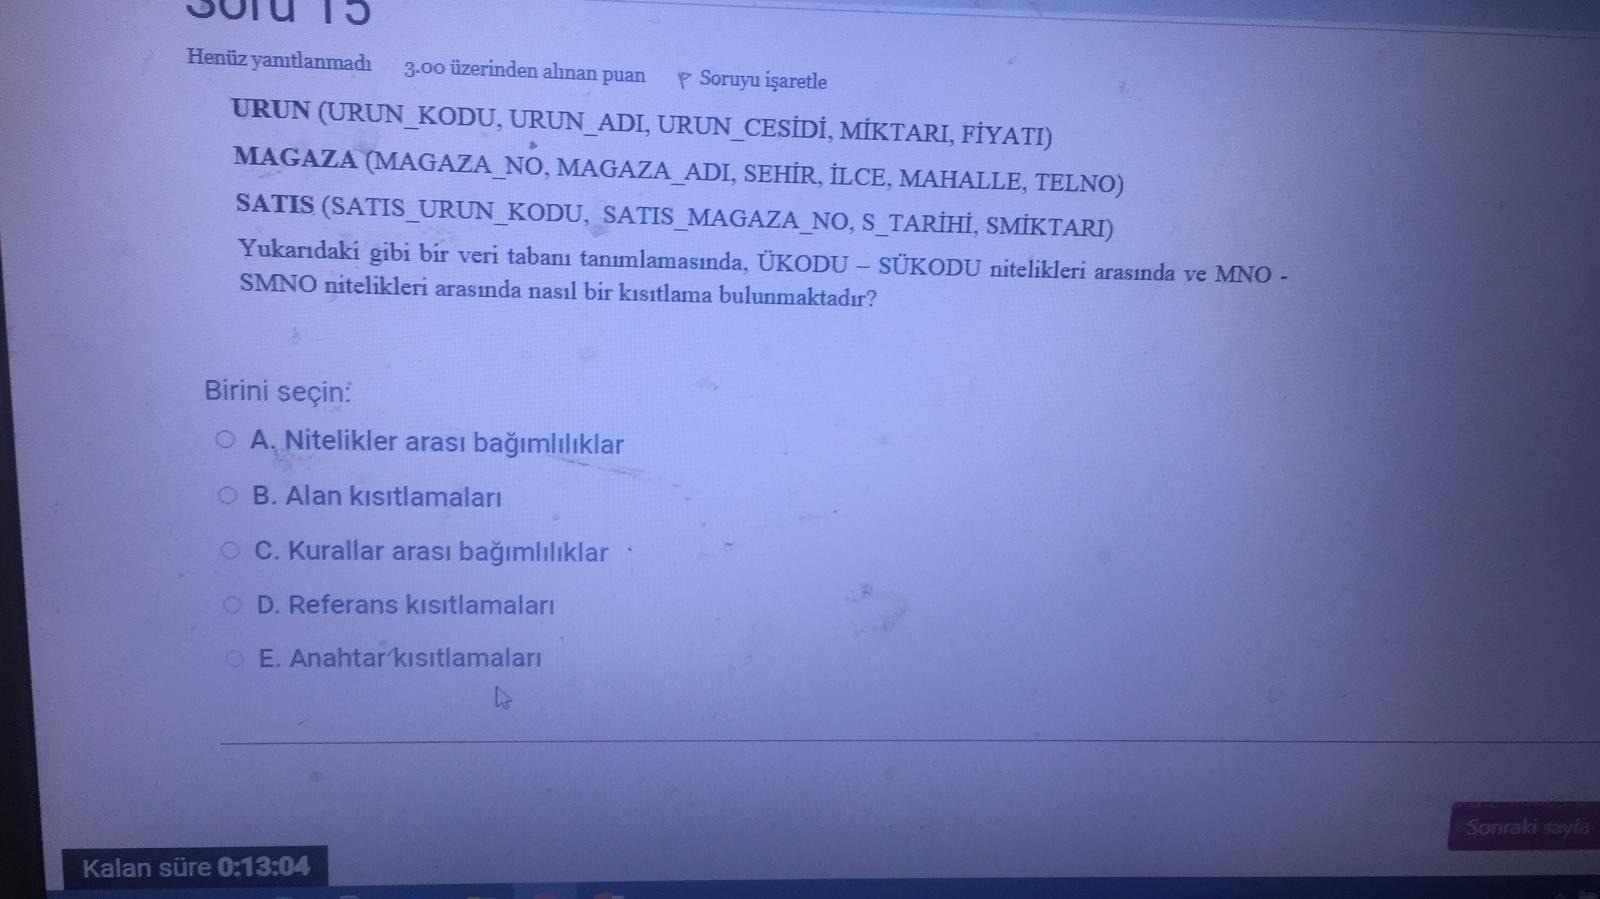 Soru 15
Henüz yanıtlanmadı 3.00 üzerinden alınan puan Soruyu işaretle
URUN (URUN_KODU, URUN_ADI, URUN_CESİDİ, MİKTARI, FİYATI)
MAGAZA (MAGAZA_NO, MAGAZA_ADI, SEHİR, İLCE, MAHALLE, TELNO)
SATIS (SATIS_URUN_KODU, SATIS_MAGAZA_NO, S_TARİHİ, SMİKTARI)
Yukarıdaki gibi bir veri tabanı tanımlamasında, ÜKODU – SÜKODU nitelikleri arasında ve MNO -
SMNO nitelikleri arasında nasıl bir kısıtlama bulunmaktadır?
Birini seçin:
A. Nitelikler arası bağımlılıklar
B. Alan kısıtlamaları
C. Kurallar arası bağımlılıklar
D. Referans kısıtlamaları
E. Anahtar kısıtlamaları
Sonraki sayfa
Kalan süre 0:13:04